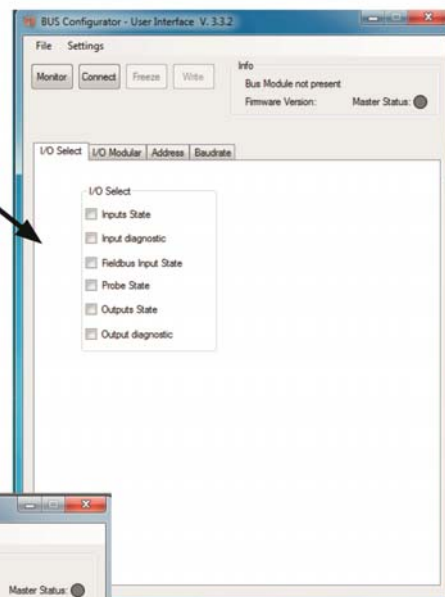 BUS Configurator - User Interface V. 3.3.2
File Settings
Monitor Connect Freeze Write
Info
Bus Module not present
Firmware Version: Master Status:
I/O Select I/O Modular Address Baudrate
I/O Select
Inputs State
Input diagnostic
Fieldbus Input State
Probe State
Outputs State
Output diagnostic
Master Status: